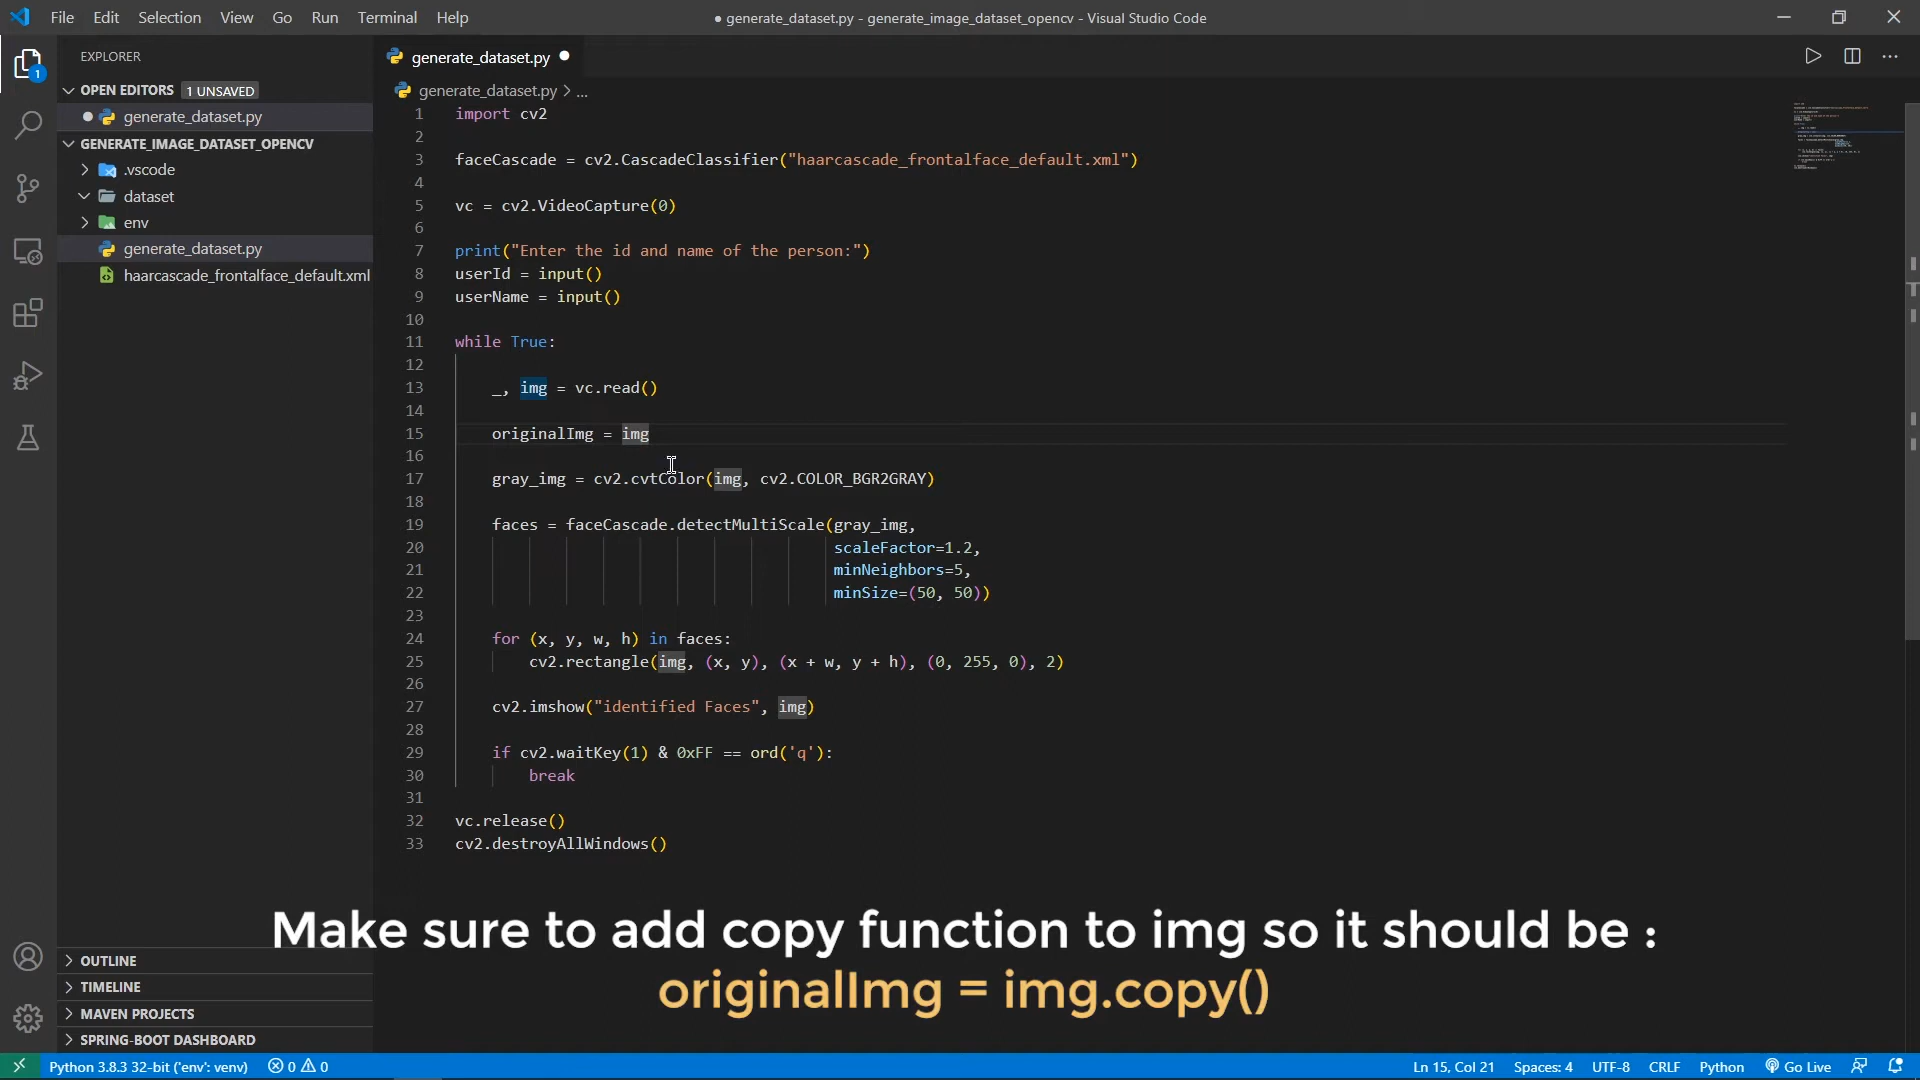 File Edit Selection View Go Run Terminal Help
● generate_dataset.py - generate_image_dataset_opencv - Visual Studio Code
EXPLORER
OPEN EDITORS 1 UNSAVED
generate_dataset.py
GENERATE_IMAGE_DATASET_OPENCV
.vscode
dataset
env
generate_dataset.py
haarcascade_frontalface_default.xml
OUTLINE
TIMELINE
MAVEN PROJECTS
SPRING-BOOT DASHBOARD
1
generate_dataset.py
generate_dataset.py > ...
1 import cv2
2
3 faceCascade = cv2.CascadeClassifier("haarcascade_frontalface_default.xml")
4
5 vc = cv2.VideoCapture(0)
6
7 print("Enter the id and name of the person:")
8 userId = input()
9 userName = input()
10
11 while True:
12
13 _, img = vc.read()
14
15 originalImg = img
16
17 gray_img = cv2.cvtColor(img, cv2.COLOR_BGR2GRAY)
18
19 faces = faceCascade.detectMultiScale(gray_img,
20 scaleFactor=1.2,
21 minNeighbors=5,
22 minSize=(50, 50))
23
24 for (x, y, w, h) in faces:
25 cv2.rectangle(img, (x, y), (x + w, y + h), (0, 255, 0), 2)
26
27 cv2.imshow("identified Faces", img)
28
29 if cv2.waitKey(1) & 0xFF == ord('q'):
30 break
31
32 vc.release()
33 cv2.destroyAllWindows()
Make sure to add copy function to img so it should be :
originalImg = img.copy()
Python 3.8.3 32-bit ('env': venv) 0 0
Ln 15, Col 21 Spaces: 4 UTF-8 CRLF Python Go Live